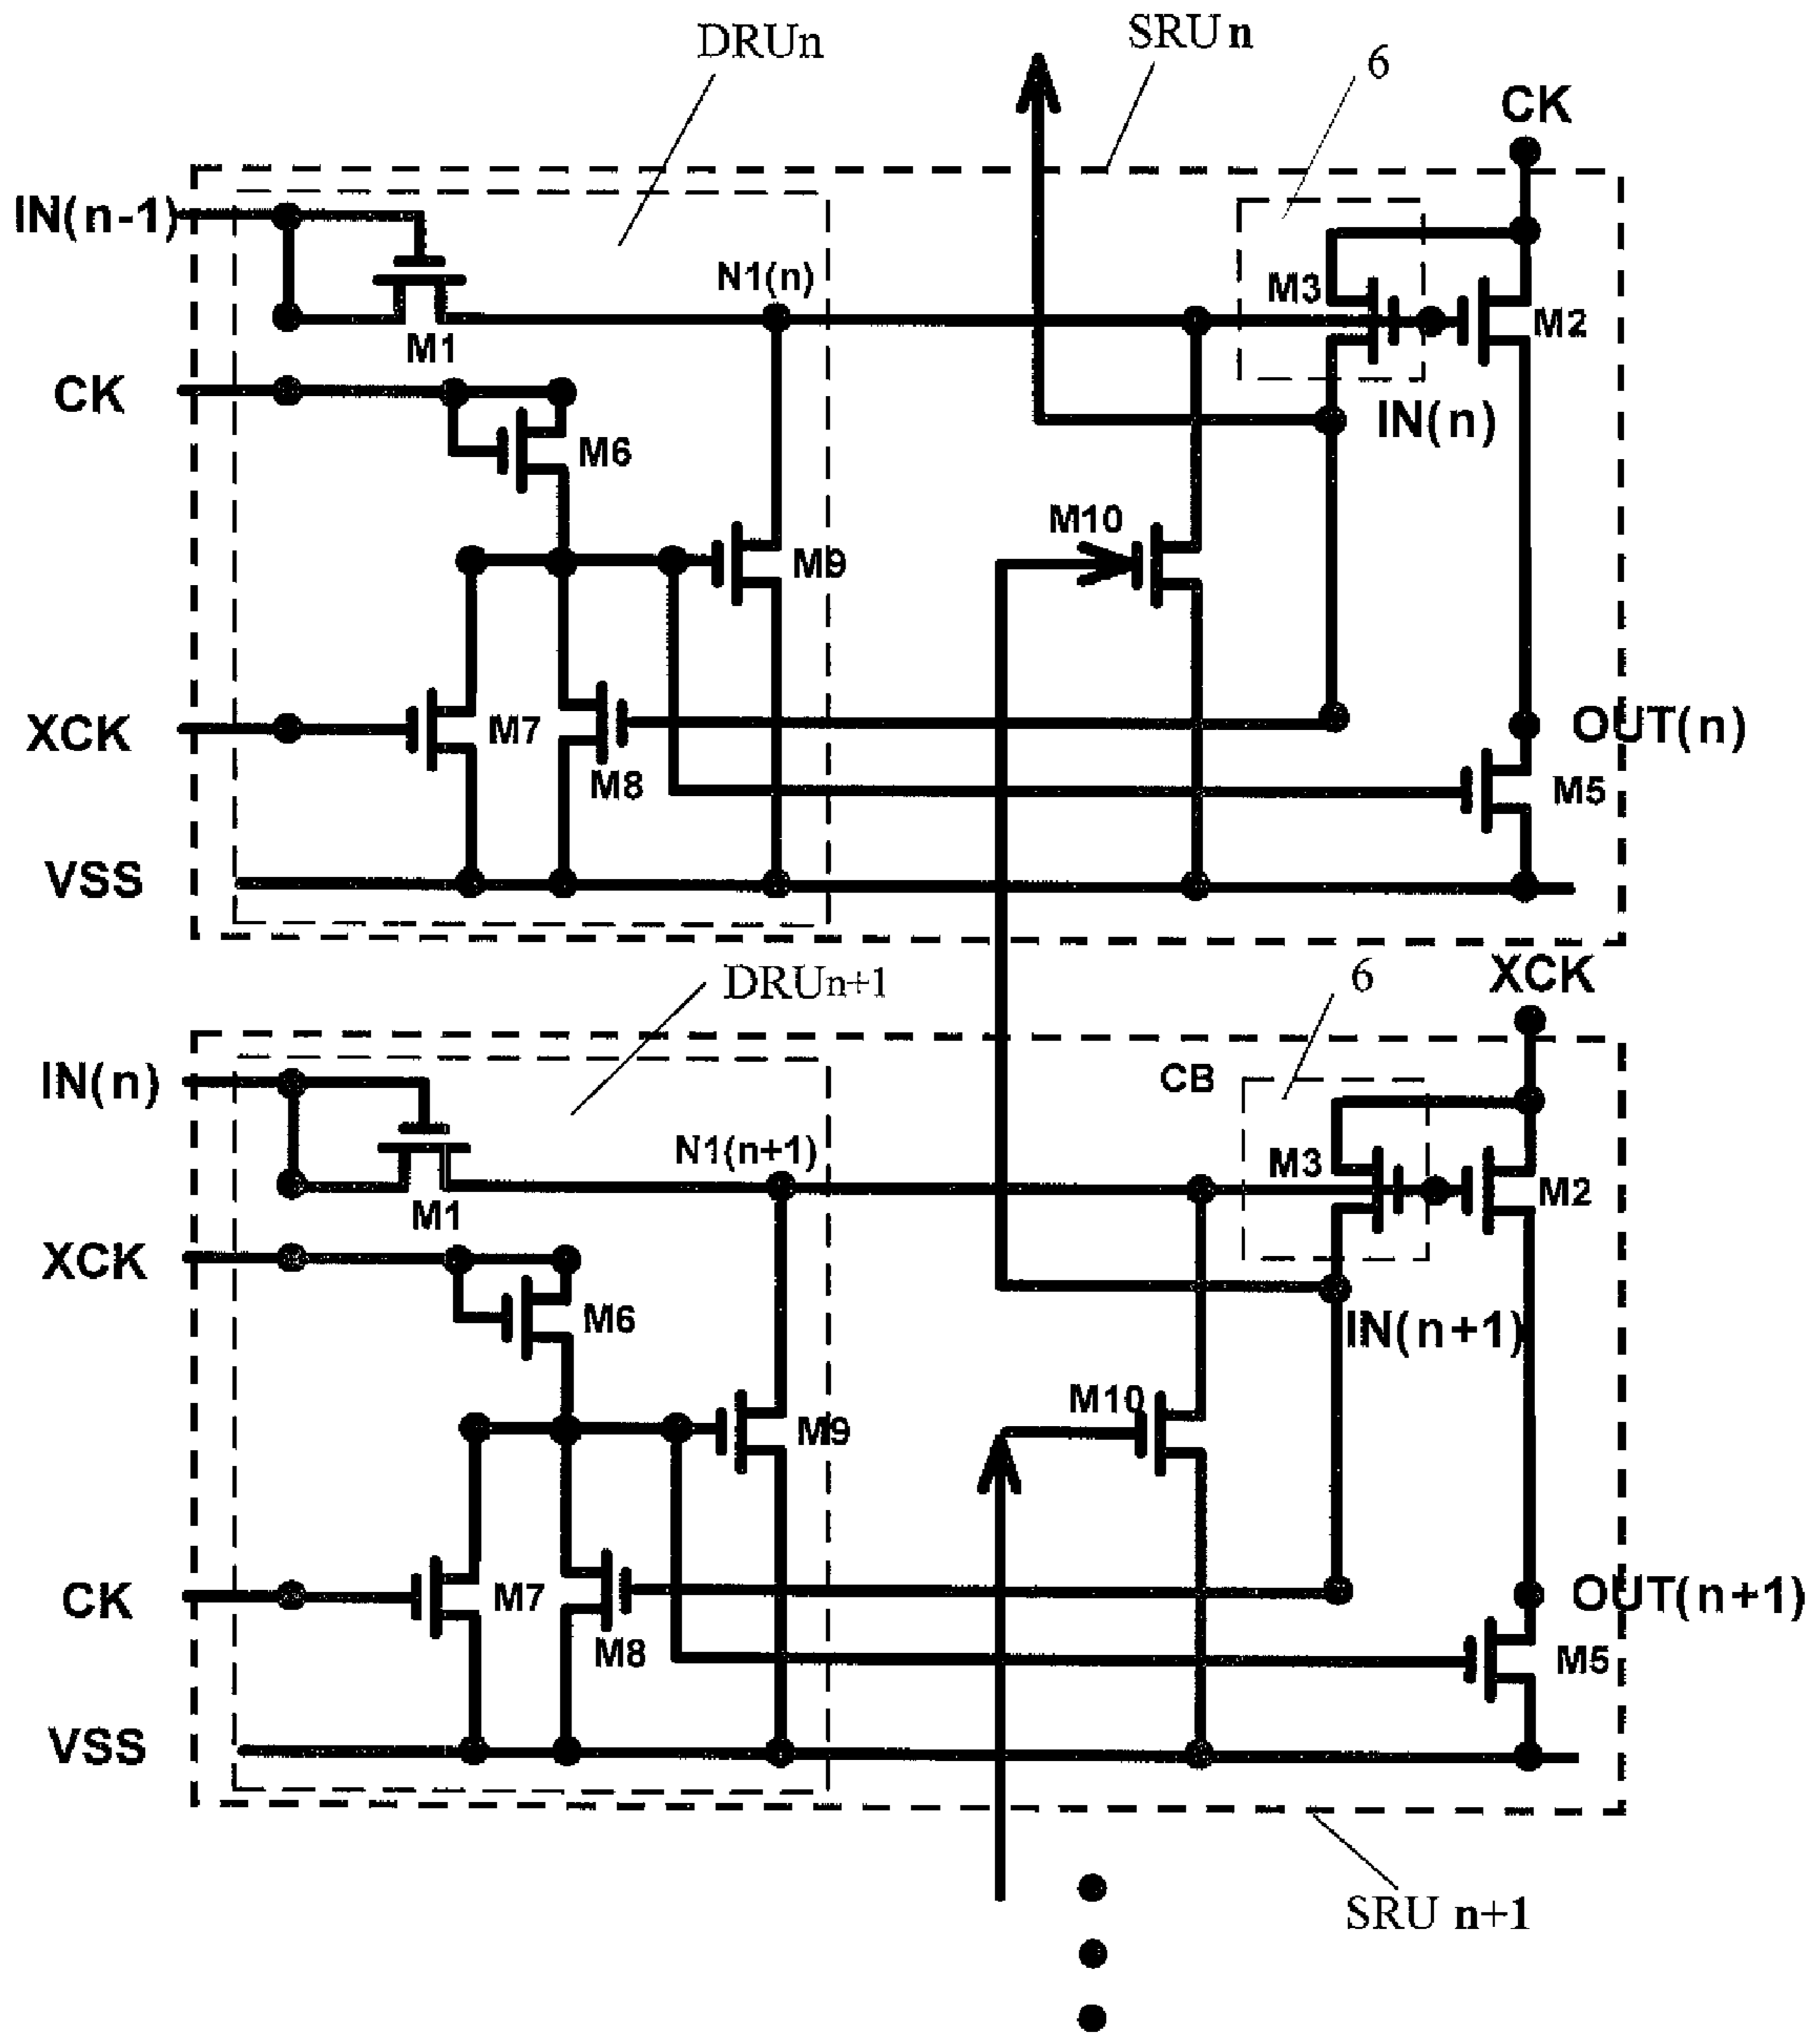 DRUn
SRU n
6
CK
IN(n-1)
N1(n)
M3
M2
M1
CK
IN(n)
M6
M10
M9
XCK
M7
OUT(n)
M8
M5
VSS
XCK
DRUn+1
6
IN(n)
CB
N1(n+1)
M3
M2
M1
XCK
M6
IN(n+1)
M10
M9
CK
M7
OUT(n+1)
M8
M5
VSS
SRU n+1